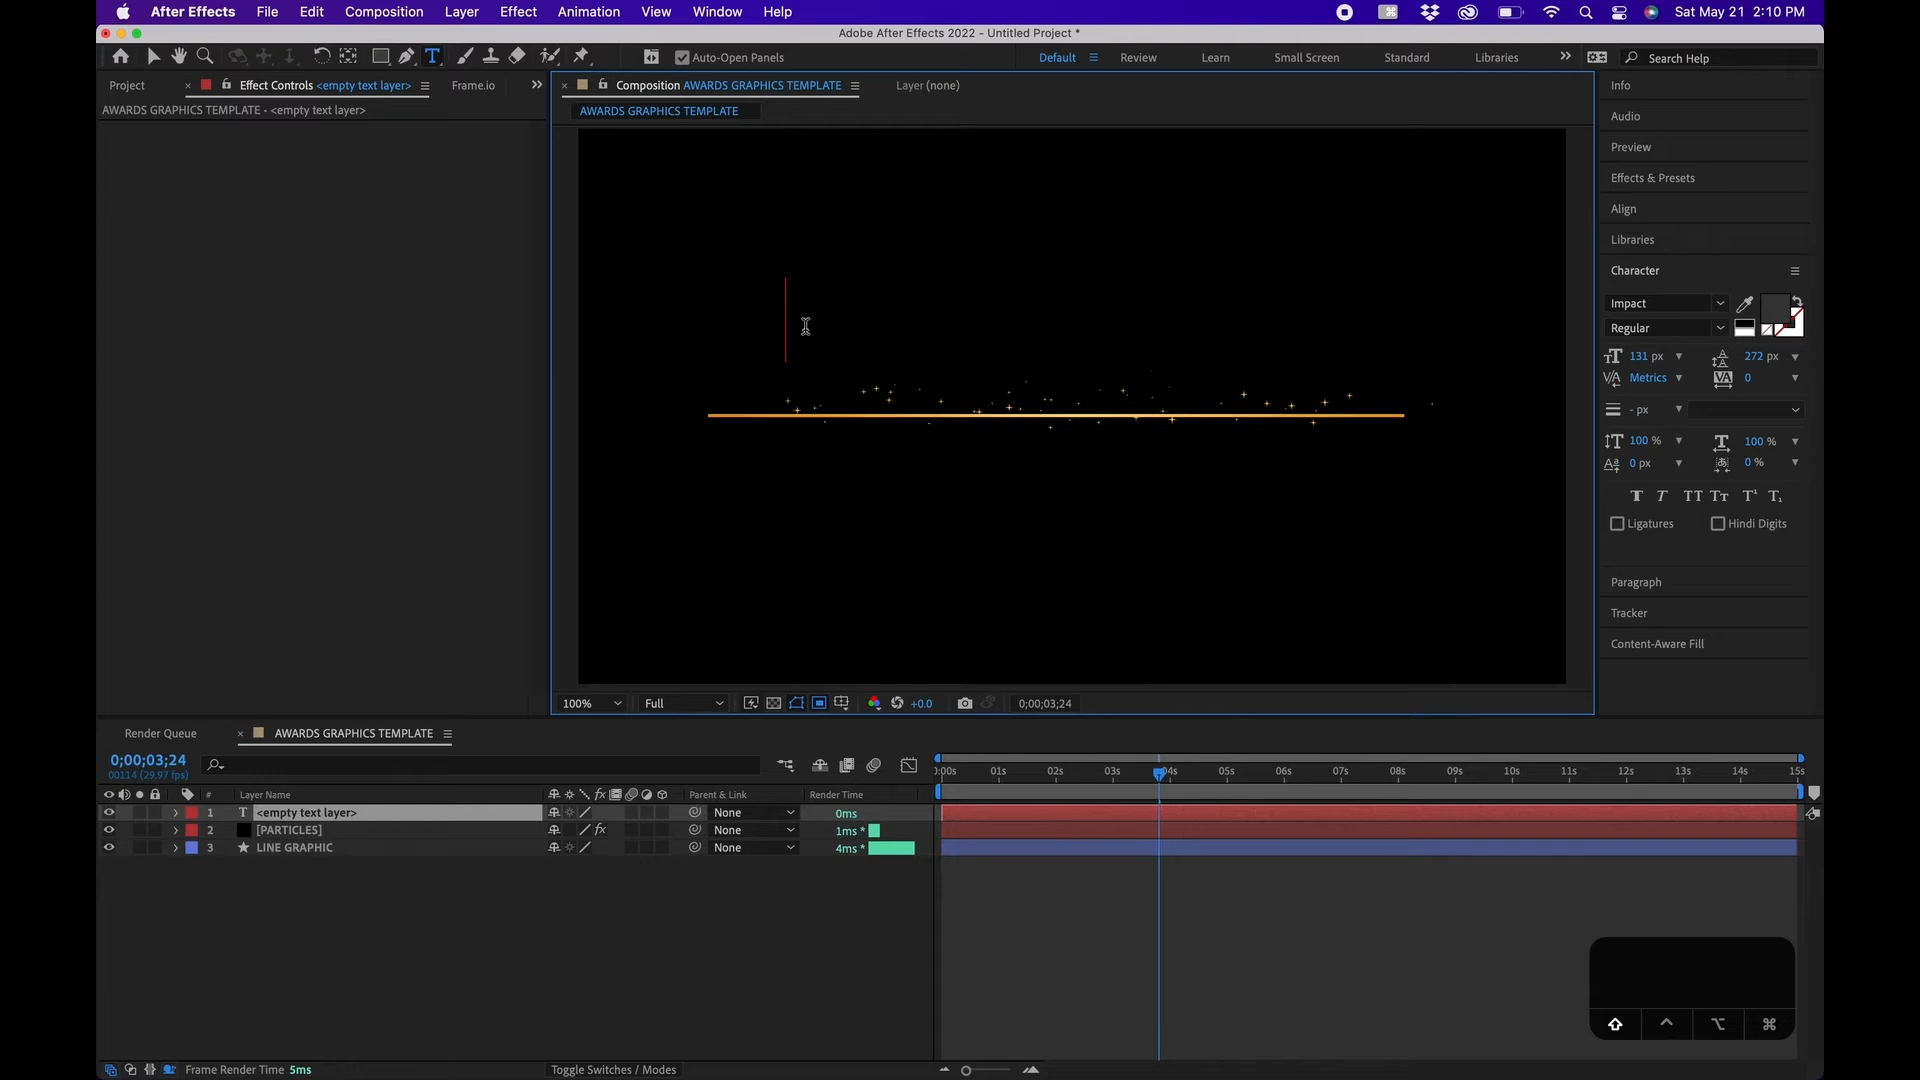 After Effects File Edit Composition Layer Effect Animation View Window Help Sat May 21 2:10 PM
Adobe After Effects 2022 - Untitled Project *
Auto-Open Panels Default Review Learn Small Screen Standard Libraries Search Help
Project Effect Controls <empty text layer> Frame.io Composition AWARDS GRAPHICS TEMPLATE Layer (none)
AWARDS GRAPHICS TEMPLATE • <empty text layer>
AWARDS GRAPHICS TEMPLATE
Info
Audio
Preview
Effects & Presets
Align
Libraries
Character
Impact
Regular
131 px 272 px
Metrics 0
- px
100 % 100 %
0 px 0 %
Ligatures Hindi Digits
Paragraph
Tracker
Content-Aware Fill
100% Full +0.0 0;00;03;24
Render Queue AWARDS GRAPHICS TEMPLATE
0;00;03;24
00114 (29.97 fps)
0:00s 01s 02s 03s 04s 05s 06s 07s 08s 09s 10s 11s 12s 13s 14s 15s
# Layer Name Parent & Link Render Time
1 T <empty text layer> None 0ms
2 [PARTICLES] fx None 1ms *
3 LINE GRAPHIC None 4ms *
Frame Render Time 5ms Toggle Switches / Modes